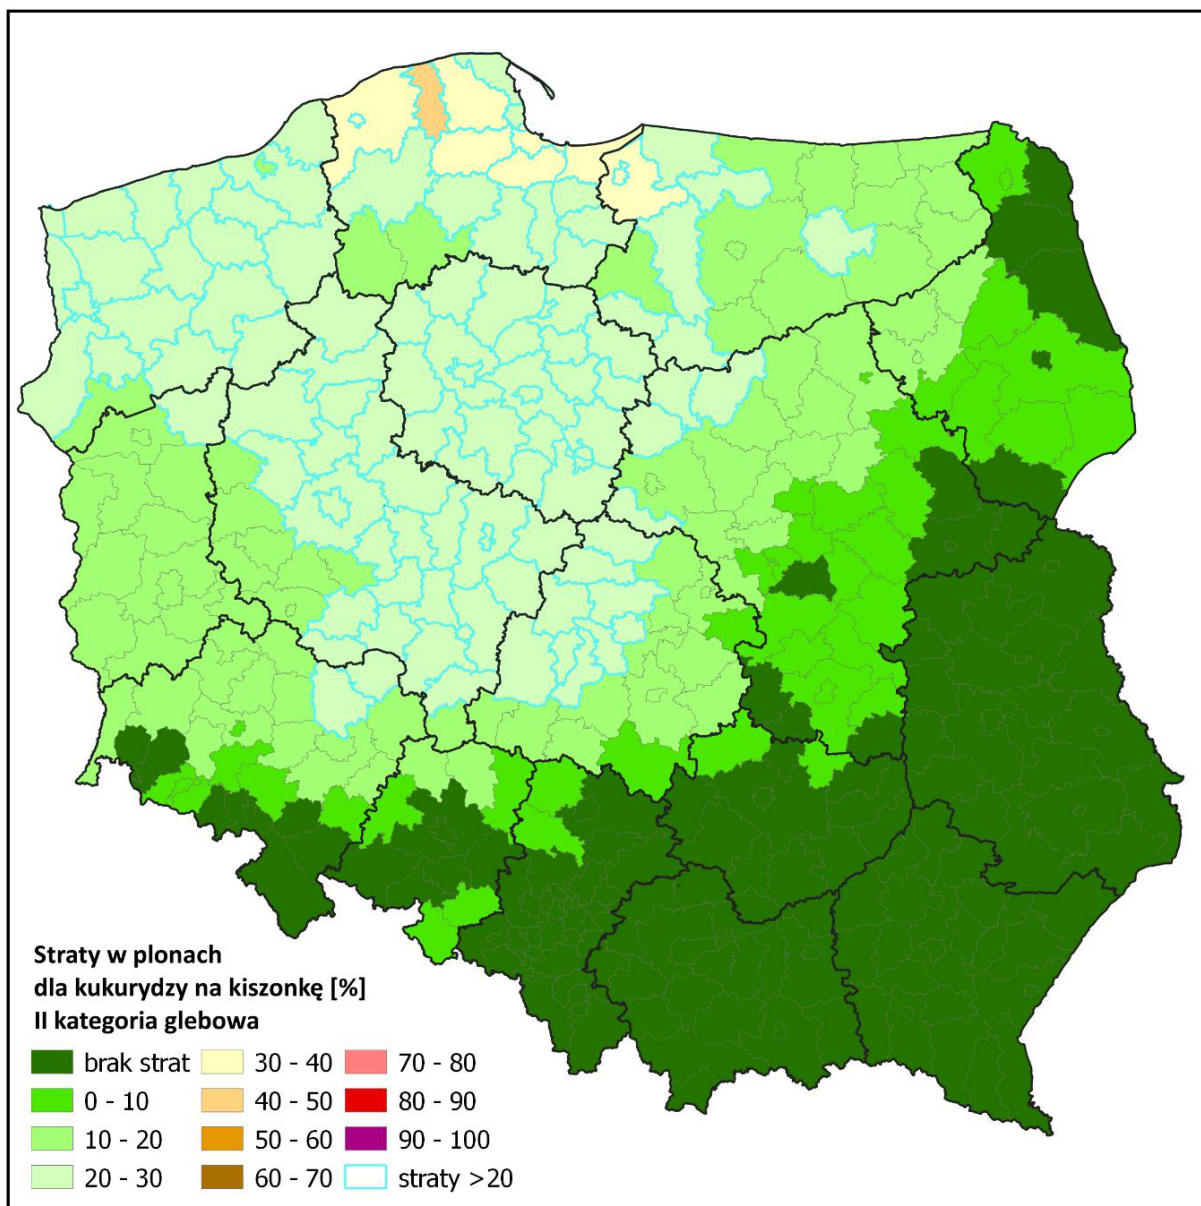 Straty w plonach
dla kukurydzy na kiszonkę [%]
II kategoria glebowa
brak strat
0 - 10
10 - 20
20 - 30
30 - 40
40 - 50
50 - 60
60 - 70
70 - 80
80 - 90
90 - 100
straty >20